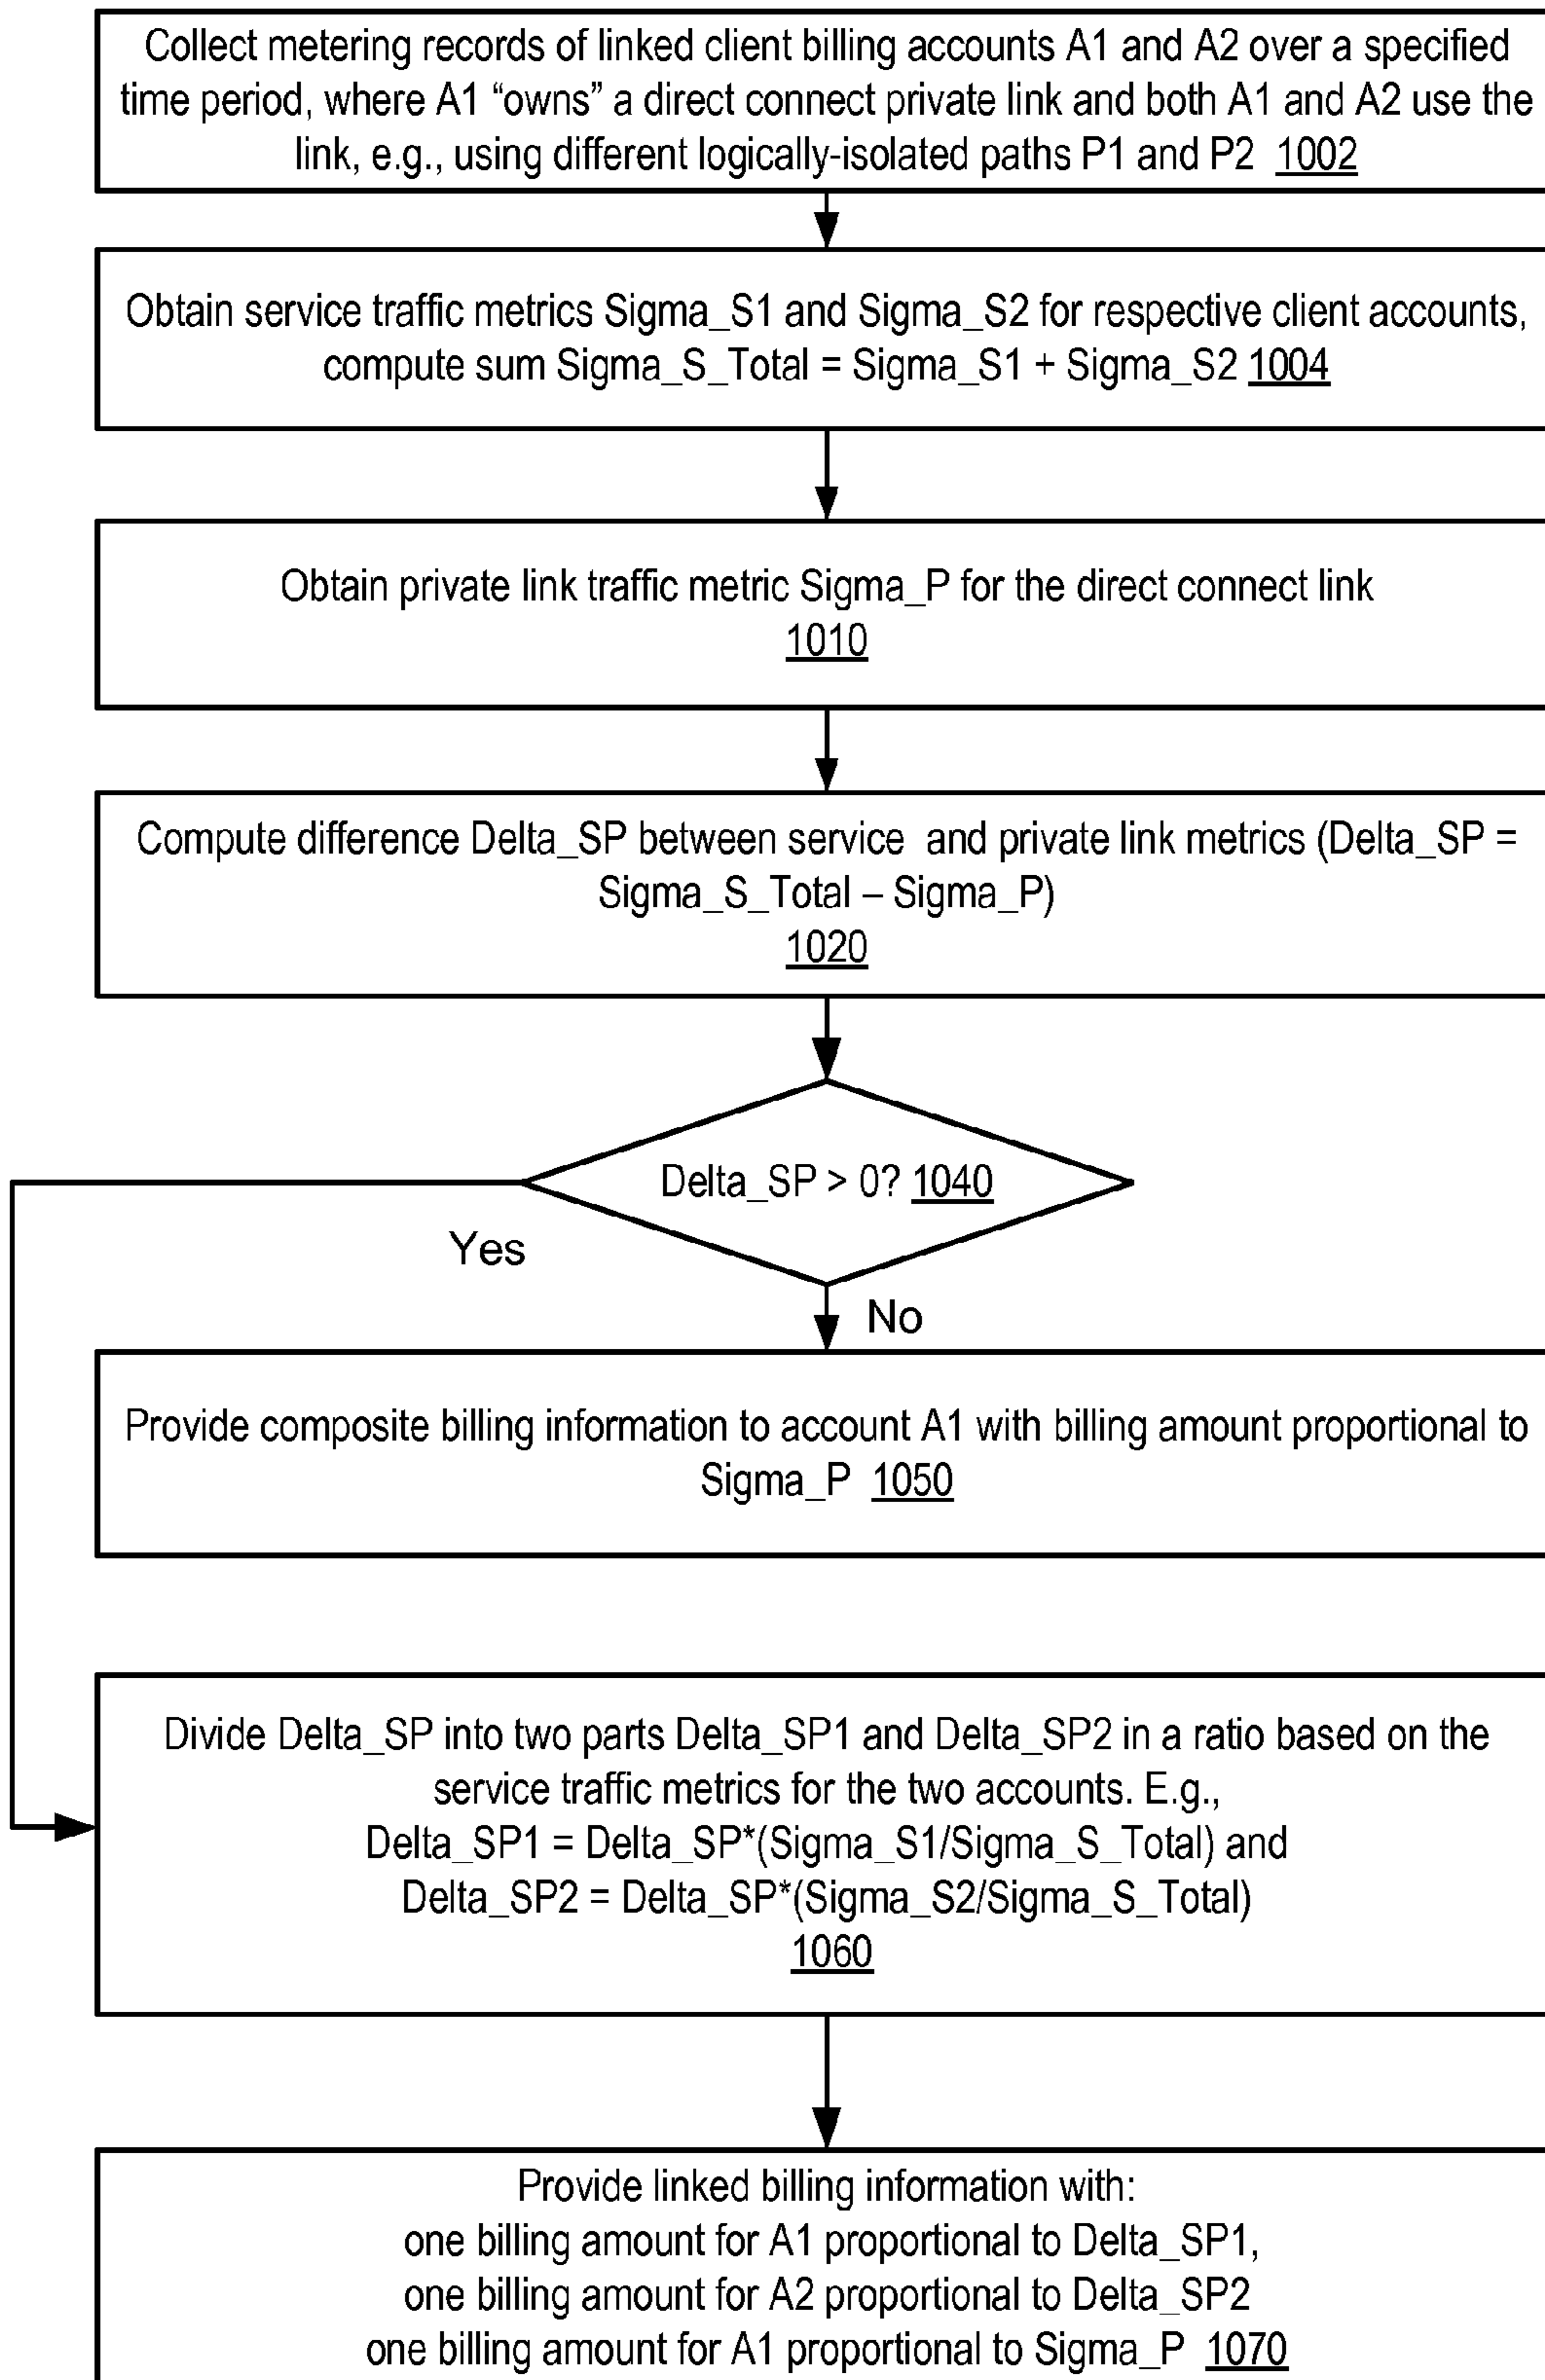 Collect metering records of linked client billing accounts A1 and A2 over a specified
time period, where A1 “owns” a direct connect private link and both A1 and A2 use the
link, e.g., using different logically-isolated paths P1 and P2 1002
Obtain service traffic metrics Sigma_S1 and Sigma_S2 for respective client accounts,
compute sum Sigma_S_Total = Sigma_S1 + Sigma_S2 1004
Obtain private link traffic metric Sigma_P for the direct connect link
1010
Compute difference Delta_SP between service and private link metrics (Delta_SP =
Sigma_S_Total – Sigma_P)
1020
Delta_SP > 0? 1040
Yes
No
Provide composite billing information to account A1 with billing amount proportional to
Sigma_P 1050
Divide Delta_SP into two parts Delta_SP1 and Delta_SP2 in a ratio based on the
service traffic metrics for the two accounts. E.g.,
Delta_SP1 = Delta_SP*(Sigma_S1/Sigma_S_Total) and
Delta_SP2 = Delta_SP*(Sigma_S2/Sigma_S_Total)
1060
Provide linked billing information with:
one billing amount for A1 proportional to Delta_SP1,
one billing amount for A2 proportional to Delta_SP2
one billing amount for A1 proportional to Sigma_P 1070